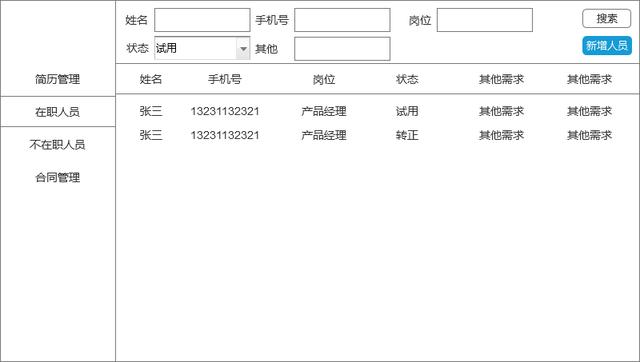 姓名 手机号 岗位 搜索
状态 试用 其他 新增人员
简历管理
在职人员
不在职人员
合同管理
姓名 手机号 岗位 状态 其他需求 其他需求
张三 13231132321 产品经理 试用 其他需求 其他需求
张三 13231132321 产品经理 转正 其他需求 其他需求